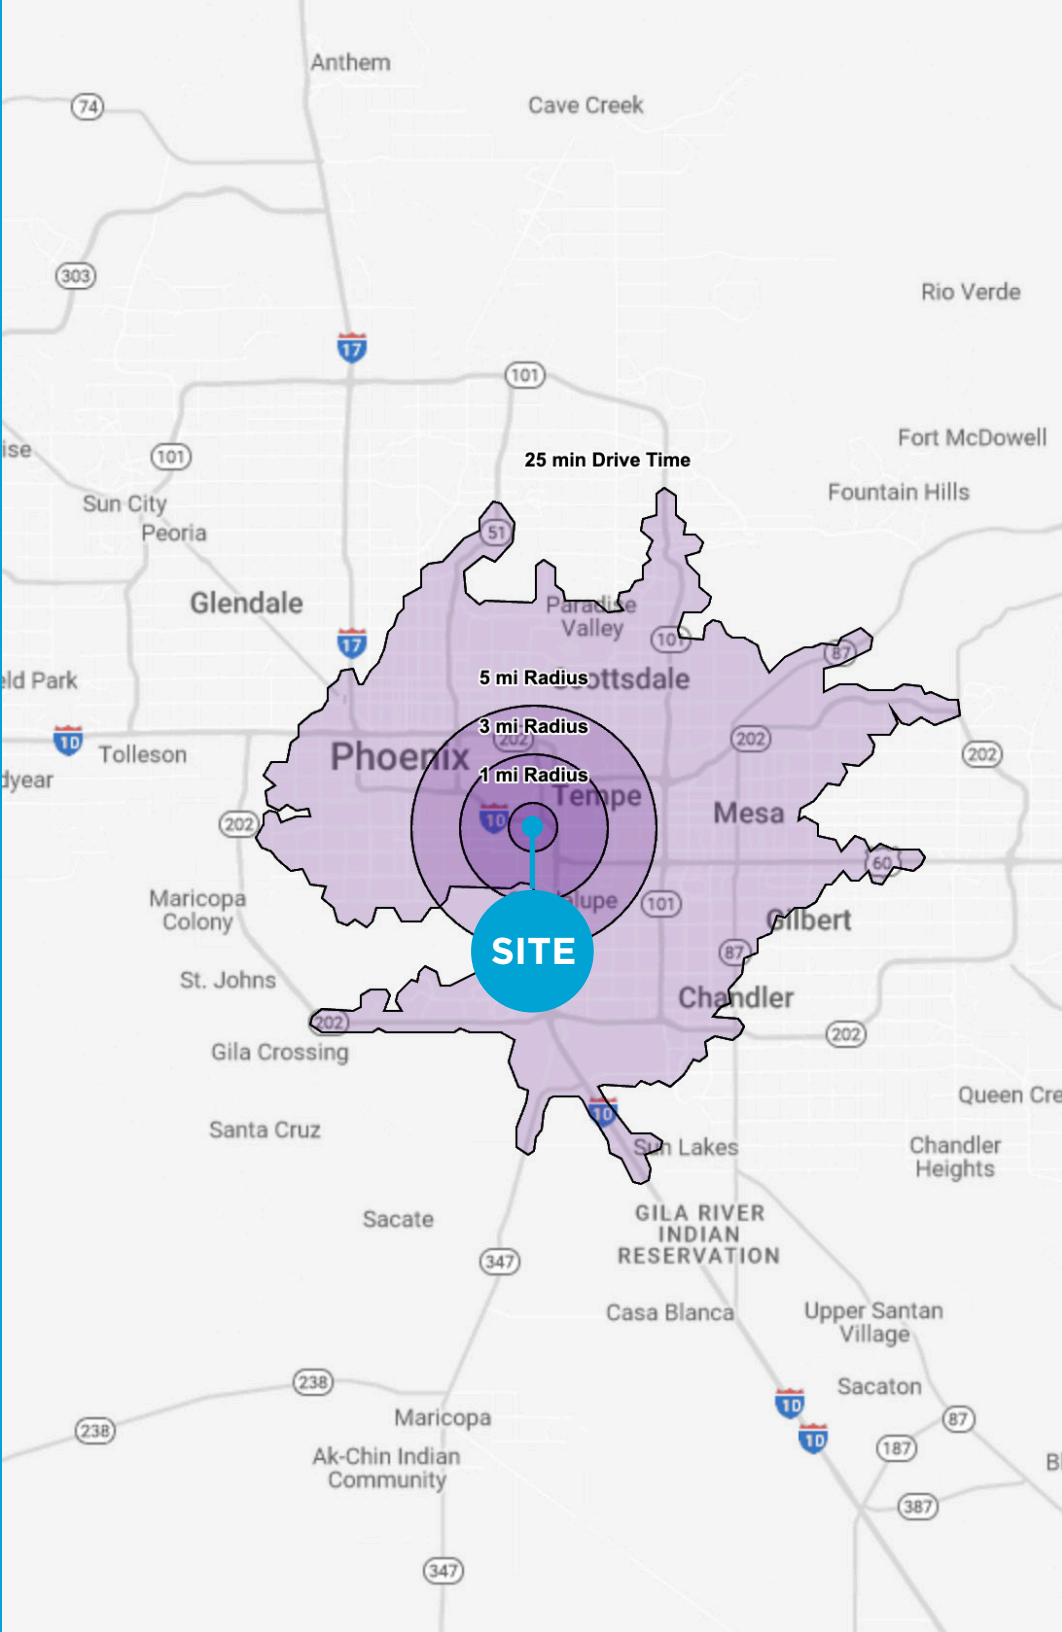 Anthem
Cave Creek
74
303
Rio Verde
17
101
Fort McDowell
ise
101
25 min Drive Time
Fountain Hills
Sun City
Peoria
51
Glendale
Paradise
Valley
17
101
87
eld Park
5 mi Radius
Scottsdale
3 mi Radius
10
Tolleson
Phoenix
202
202
202
dyear
1 mi Radius
Tempe
Mesa
202
10
60
Maricopa
Colony
101
Gilbert
87
SITE
St. Johns
Chandler
202
202
Gila Crossing
Queen Cre
10
Santa Cruz
Sun Lakes
Chandler
Heights
Sacate
GILA RIVER
INDIAN
RESERVATION
347
Casa Blanca
Upper Santan
Village
238
Sacaton
10
Maricopa
87
238
10
187
Ak-Chin Indian
Community
Bl
387
347